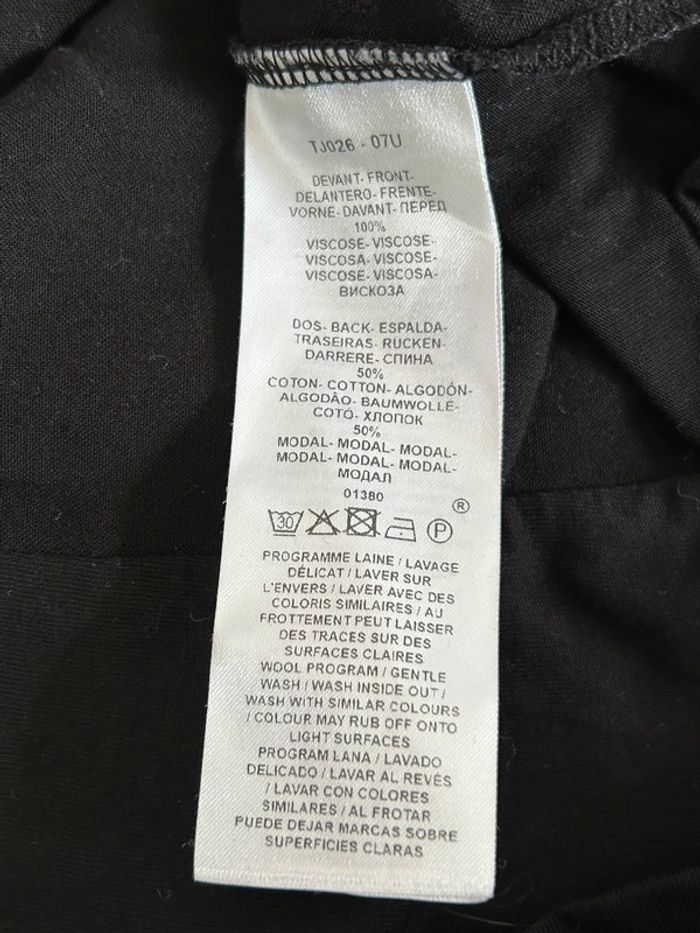 TJ026 - 07U
DEVANT- FRONT-
DELANTERO- FRENTE-
VORNE- DAVANT- ПЕРЕД
100%
VISCOSE- VISCOSE-
VISCOSA- VISCOSE-
VISCOSE- VISCOSA-
ВИСКОЗА
DOS- BACK- ESPALDA-
TRASEIRAS- RUCKEN-
DARRERE- СПИНА
50%
COTON- COTTON- ALGODÓN-
ALGODÃO- BAUMWOLLE-
COTÓ- ХЛОПОК
50%
MODAL- MODAL- MODAL-
MODAL- MODAL- MODAL-
МОДАЛ
01380
®
30 P
PROGRAMME LAINE / LAVAGE
DÉLICAT / LAVER SUR
L'ENVERS / LAVER AVEC DES
COLORIS SIMILAIRES / AU
FROTTEMENT PEUT LAISSER
DES TRACES SUR DES
SURFACES CLAIRES
WOOL PROGRAM / GENTLE
WASH / WASH INSIDE OUT /
WASH WITH SIMILAR COLOURS
/ COLOUR MAY RUB OFF ONTO
LIGHT SURFACES
PROGRAM LANA / LAVADO
DELICADO / LAVAR AL REVÉS
/ LAVAR CON COLORES
SIMILARES / AL FROTAR
PUEDE DEJAR MARCAS SOBRE
SUPERFICIES CLARAS